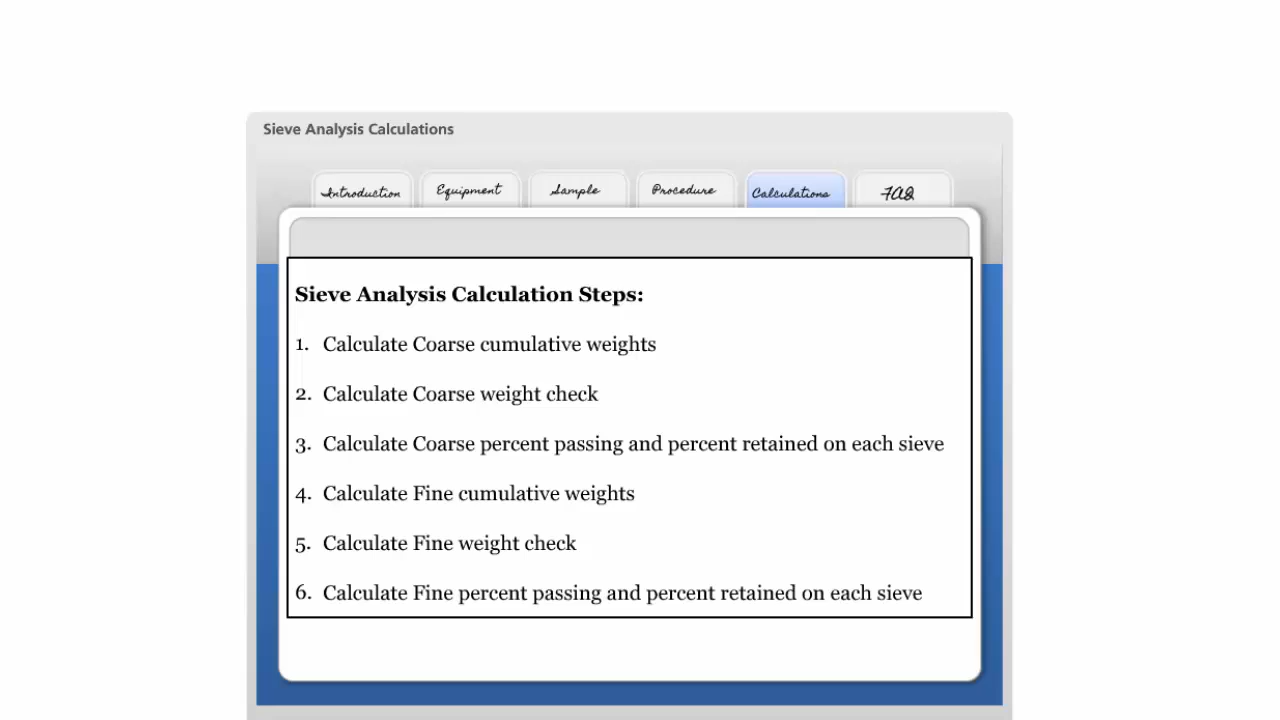 Sieve Analysis Calculations
Introduction Equipment Sample Procedure Calculations FAQ
Sieve Analysis Calculation Steps:
1. Calculate Coarse cumulative weights
2. Calculate Coarse weight check
3. Calculate Coarse percent passing and percent retained on each sieve
4. Calculate Fine cumulative weights
5. Calculate Fine weight check
6. Calculate Fine percent passing and percent retained on each sieve